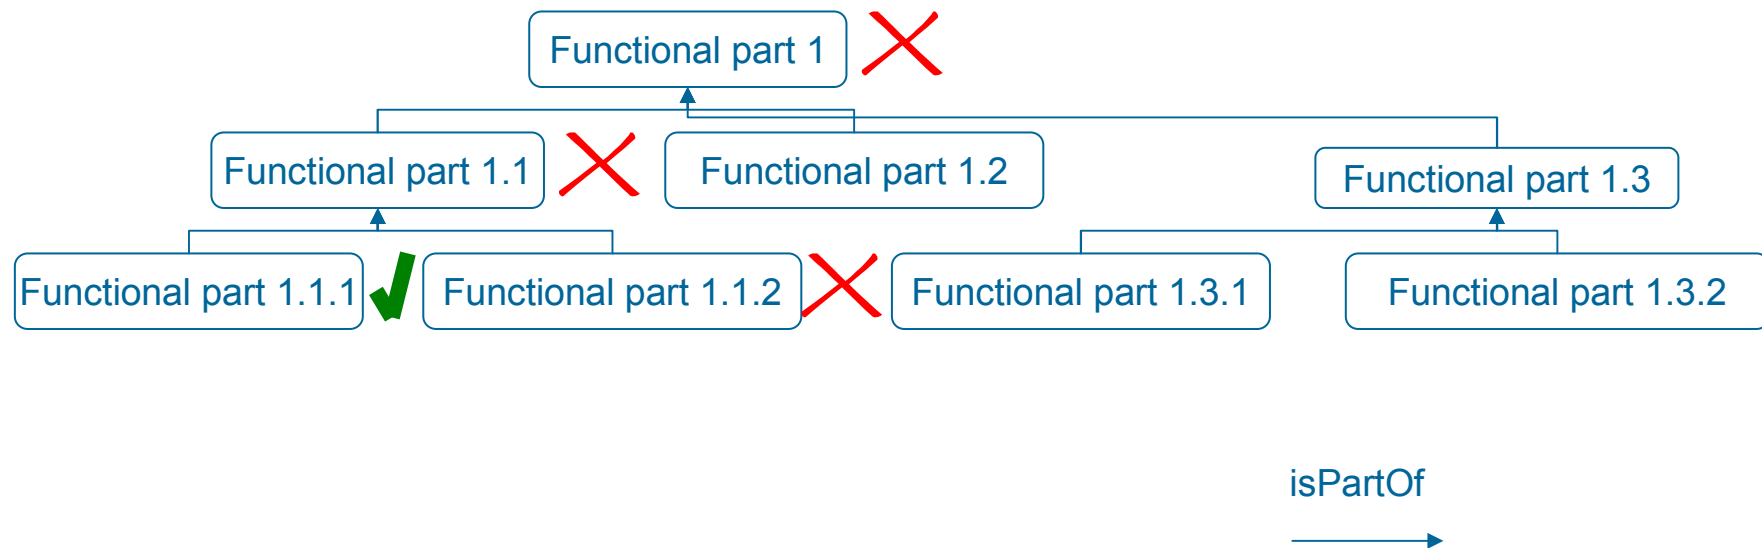 Functional part 1
Functional part 1.1
Functional part 1.2
Functional part 1.3
Functional part 1.1.1
Functional part 1.1.2
Functional part 1.3.1
Functional part 1.3.2
isPartOf